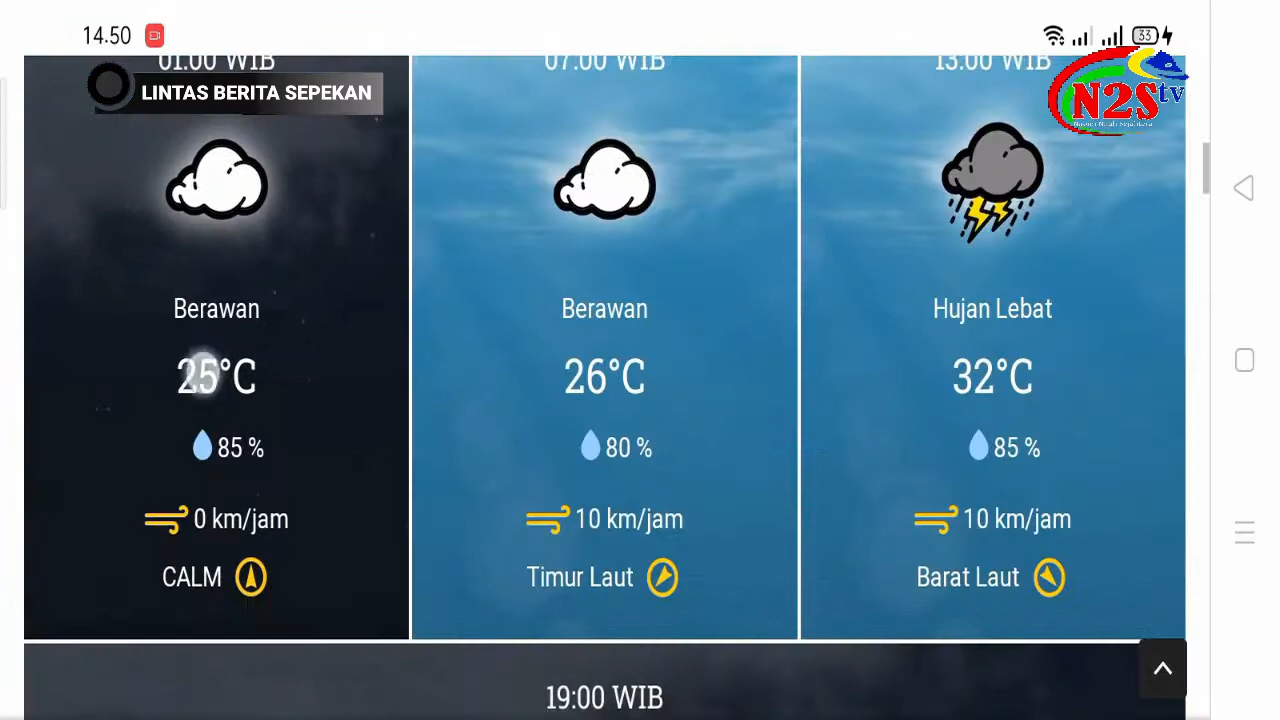 14.50
33
01.00 WIB
07.00 WIB
13.00 WIB
LINTAS BERITA SEPEKAN
N2S tv
Berawan
Berawan
Hujan Lebat
25°C
26°C
32°C
85 %
80 %
85 %
0 km/jam
10 km/jam
10 km/jam
CALM
Timur Laut
Barat Laut
19:00 WIB